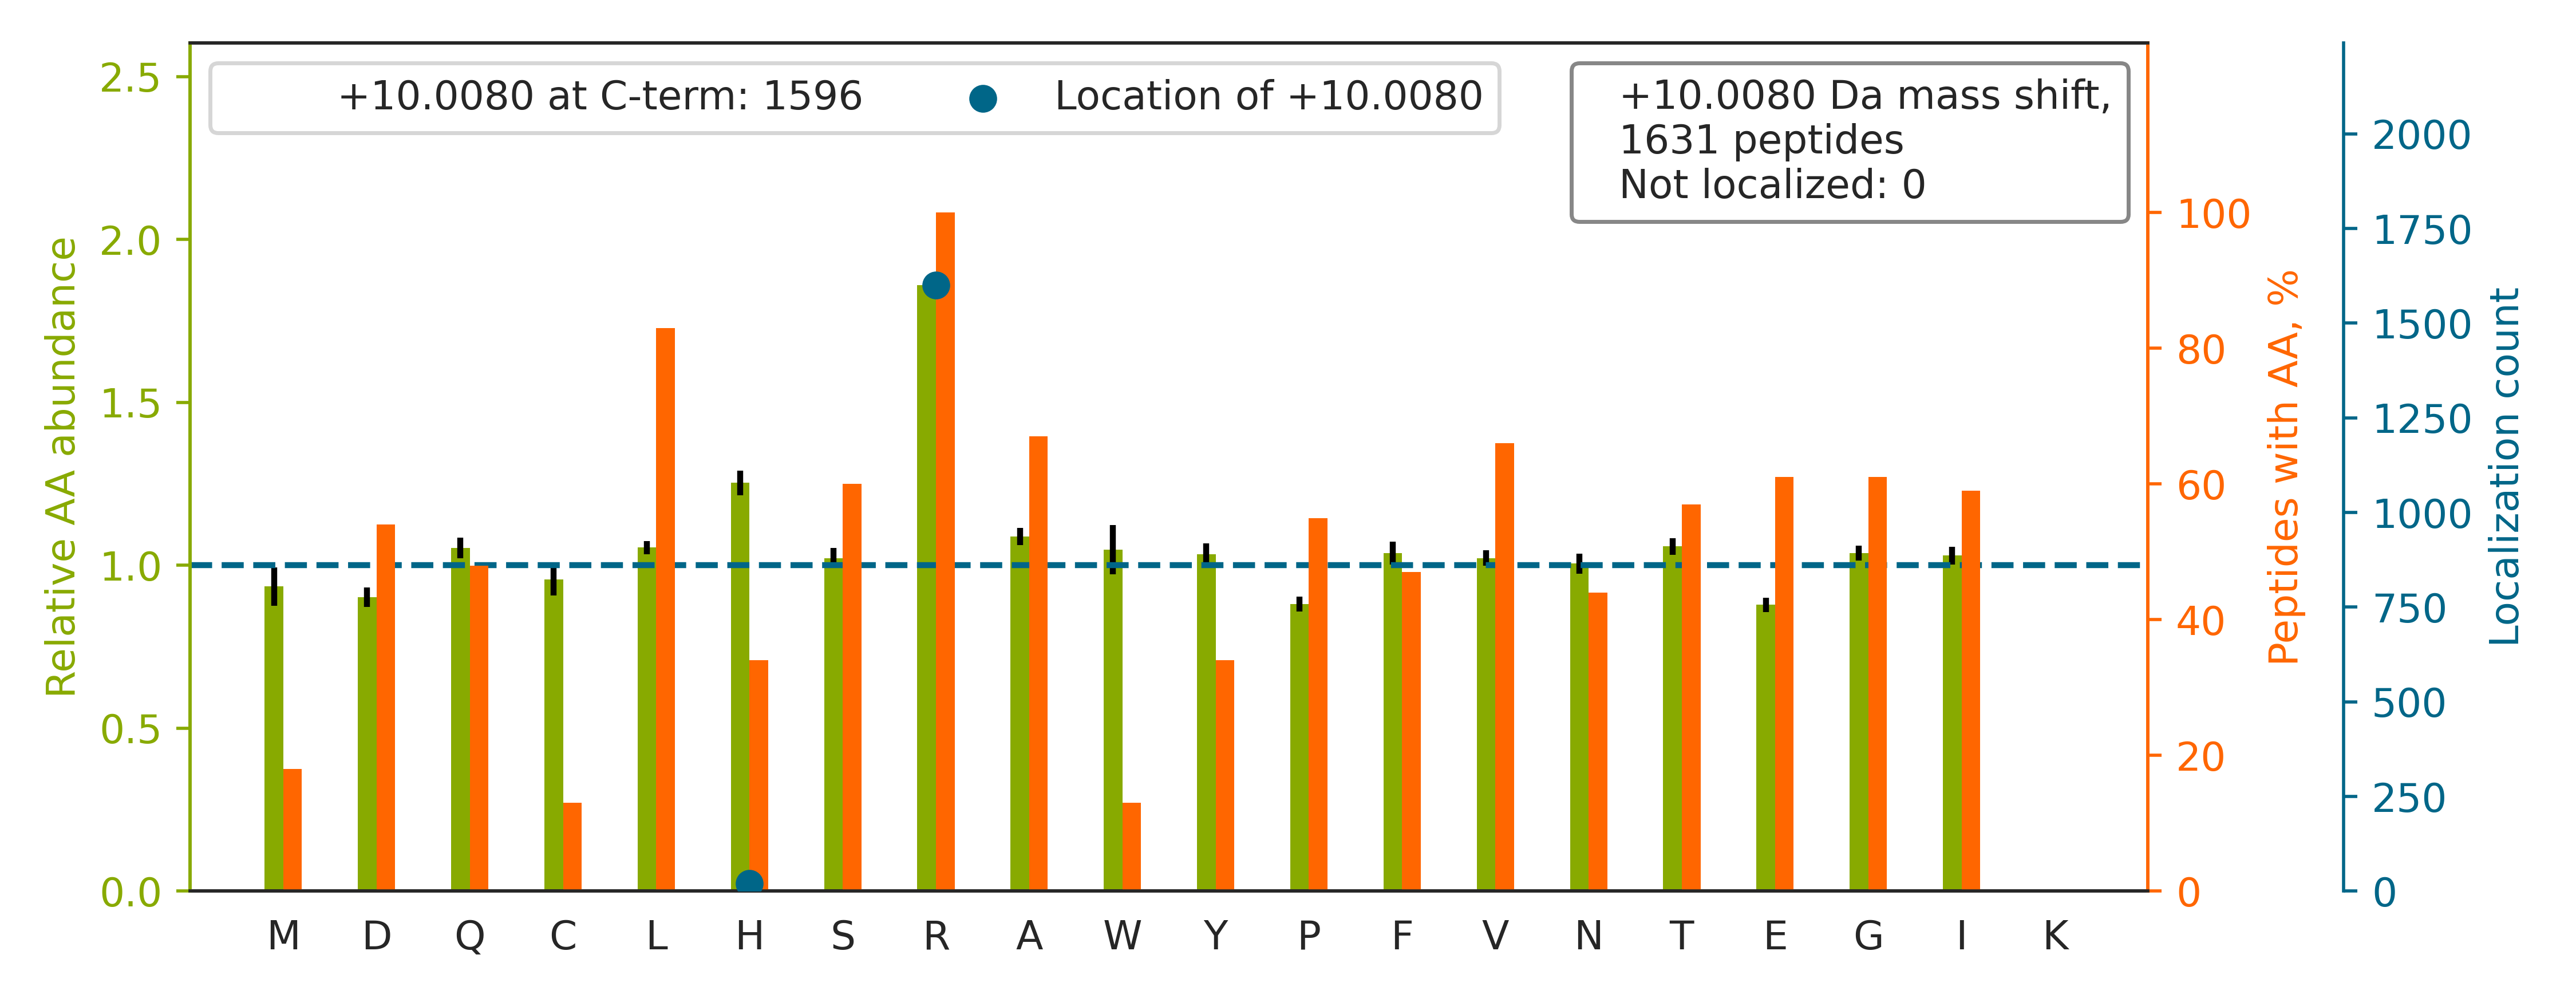 +10.0080 at C-term: 1596
Location of +10.0080
+10.0080 Da mass shift,
1631 peptides
Not localized: 0
Relative AA abundance
2.5
2.0
1.5
1.0
0.5
0.0
M D Q C L H S R A W Y P F V N T E G I K
100
80
60
40
20
0
Peptides with AA, %
2000
1750
1500
1250
1000
750
500
250
0
Localization count